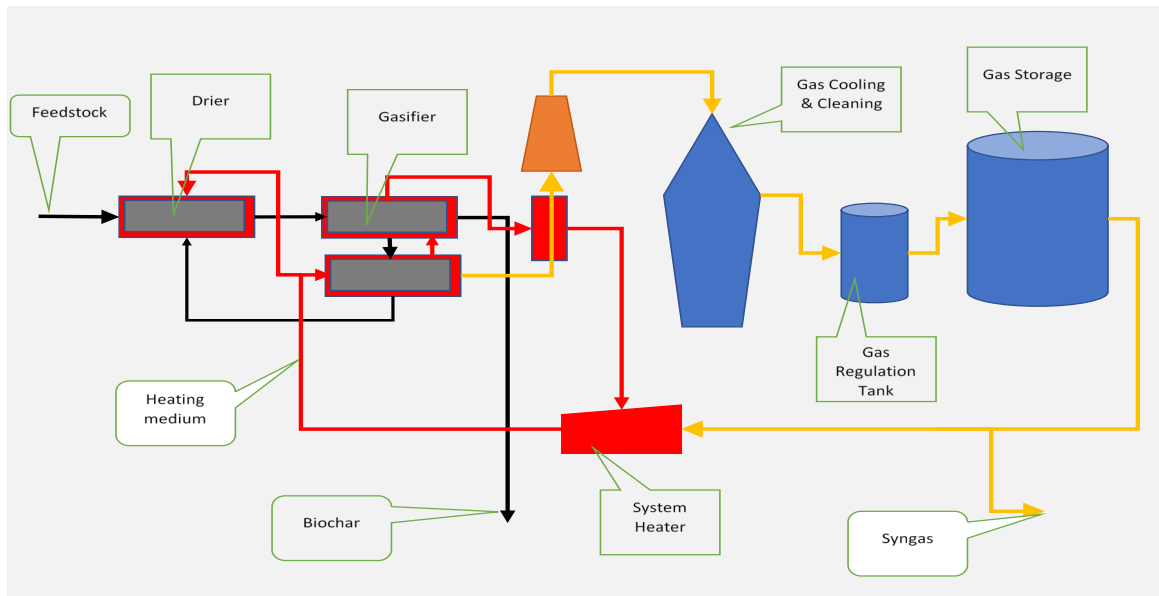 Feedstock
Drier
Gasifier
Gas Cooling
& Cleaning
Gas Storage
Gas
Regulation
Tank
Heating
medium
Biochar
System
Heater
Syngas